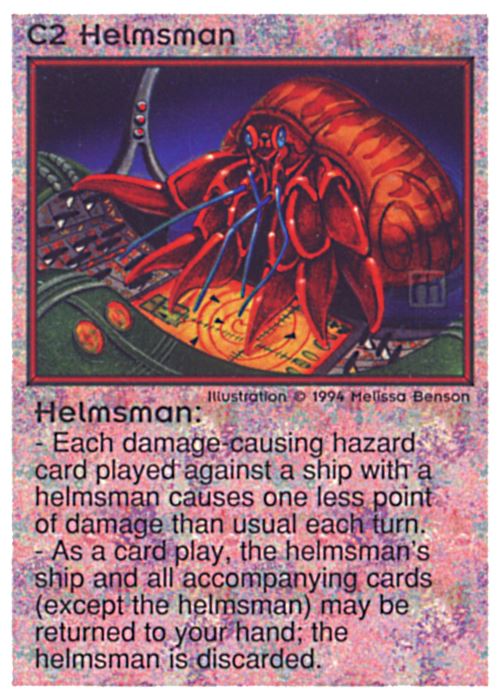 C2 Helmsman
Illustration © 1994 Melissa Benson
Helmsman:
- Each damage-causing hazard
card played against a ship with a
helmsman causes one less point
of damage than usual each turn.
- As a card play, the helmsman's
ship and all accompanying cards
(except the helmsman) may be
returned to your hand; the
helmsman is discarded.